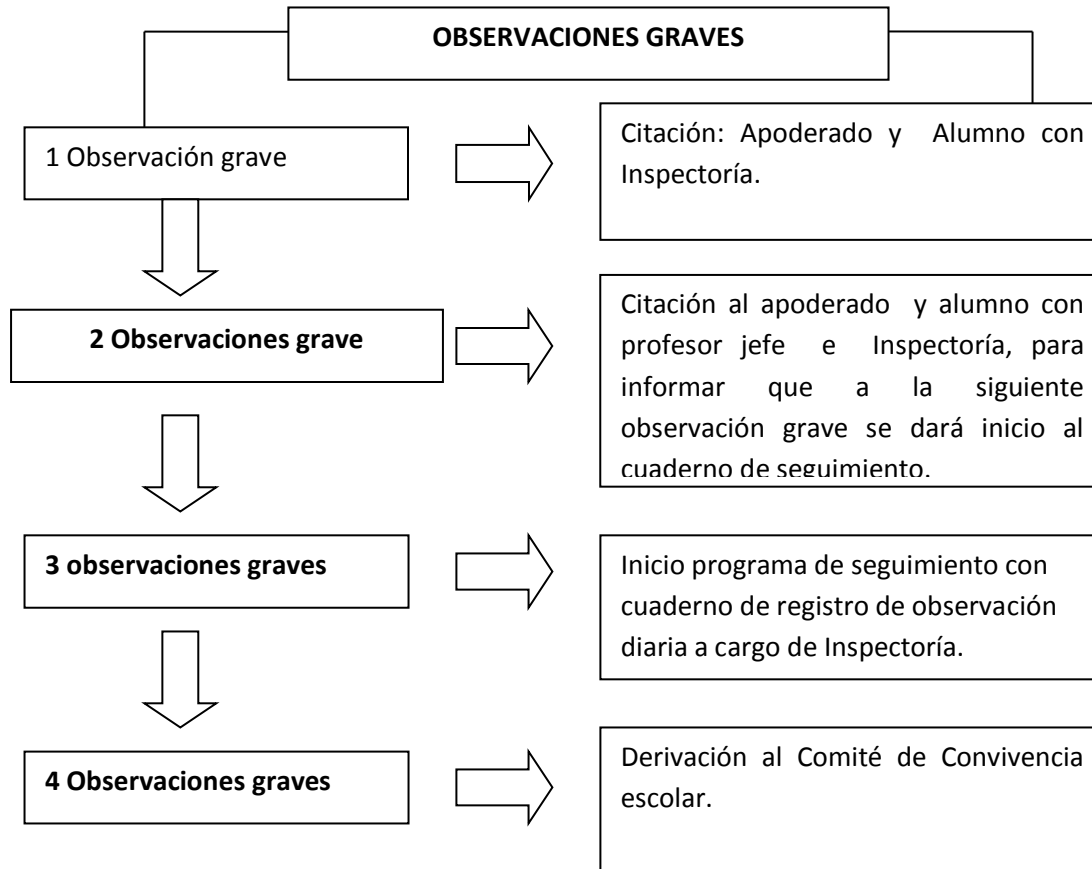 OBSERVACIONES GRAVES
1 Observación grave
Citación: Apoderado y Alumno con
Inspectoría.
2 Observaciones grave
Citación al apoderado y alumno con
profesor jefe e Inspectoría, para
informar que a la siguiente
observación grave se dará inicio al
cuaderno de seguimiento.
3 observaciones graves
Inicio programa de seguimiento con
cuaderno de registro de observación
diaria a cargo de Inspectoría.
4 Observaciones graves
Derivación al Comité de Convivencia
escolar.